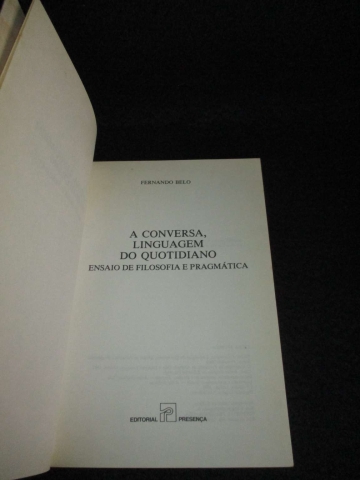 FERNANDO BELO
A CONVERSA,
LINGUAGEM
DO QUOTIDIANO
ENSAIO DE FILOSOFIA E PRAGMÁTICA
EDITORIAL PRESENÇA